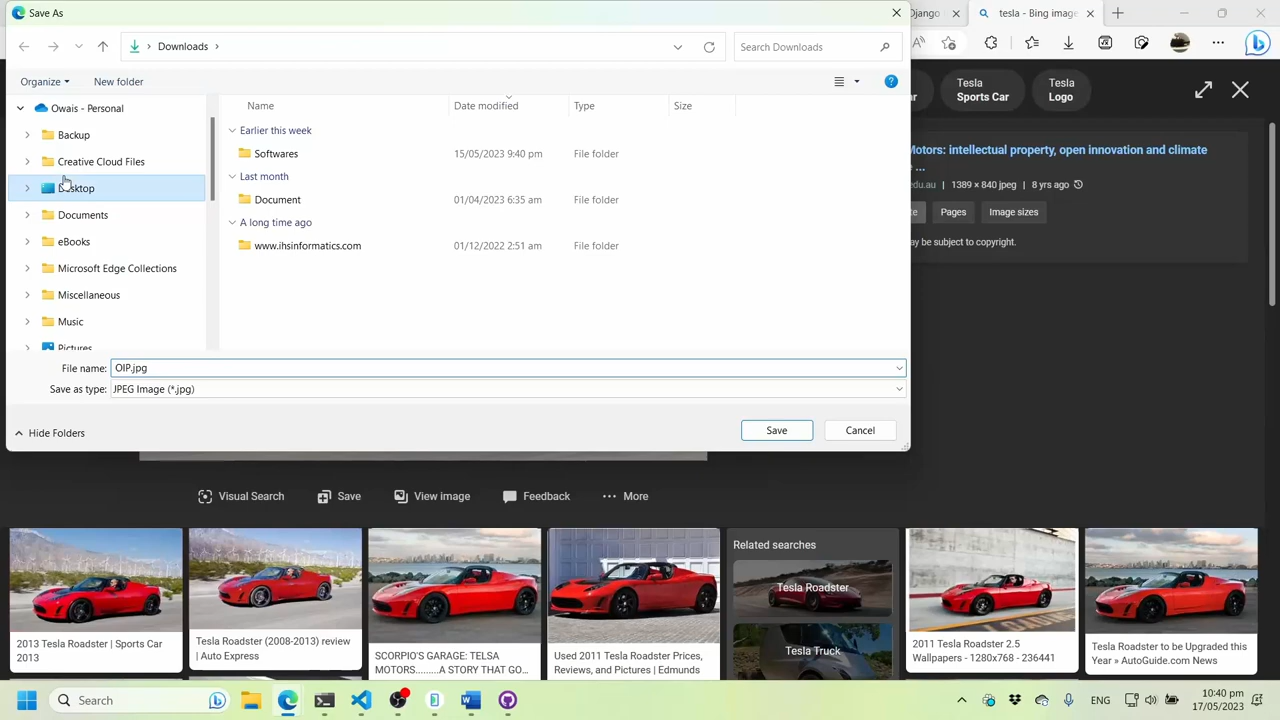 Save As
Django
tesla - Bing image
Downloads
Search Downloads
Organize
New folder
Owais - Personal
Backup
Creative Cloud Files
Desktop
Documents
eBooks
Microsoft Edge Collections
Miscellaneous
Music
Pictures
Name
Date modified
Type
Size
Earlier this week
Softwares
15/05/2023 9:40 pm
File folder
Last month
Document
01/04/2023 6:35 am
File folder
A long time ago
www.ihsinformatics.com
01/12/2022 2:51 am
File folder
File name:
OIP.jpg
Save as type:
JPEG Image (*.jpg)
Hide Folders
Save
Cancel
Tesla
Sports Car
Tesla
Logo
Motors: intellectual property, open innovation and climate
...
edu.au | 1389 × 840 jpeg | 8 yrs ago
Pages
Image sizes
may be subject to copyright.
Visual Search
Save
View image
Feedback
More
2013 Tesla Roadster | Sports Car
2013
Tesla Roadster (2008-2013) review
| Auto Express
SCORPIO'S GARAGE: TELSA
MOTORS.........A STORY THAT GO...
Used 2011 Tesla Roadster Prices,
Reviews, and Pictures | Edmunds
Related searches
Tesla Roadster
Tesla Truck
2011 Tesla Roadster 2.5
Wallpapers - 1280x768 - 236441
Tesla Roadster to be Upgraded this
Year » AutoGuide.com News
Search
ENG
10:40 pm
17/05/2023